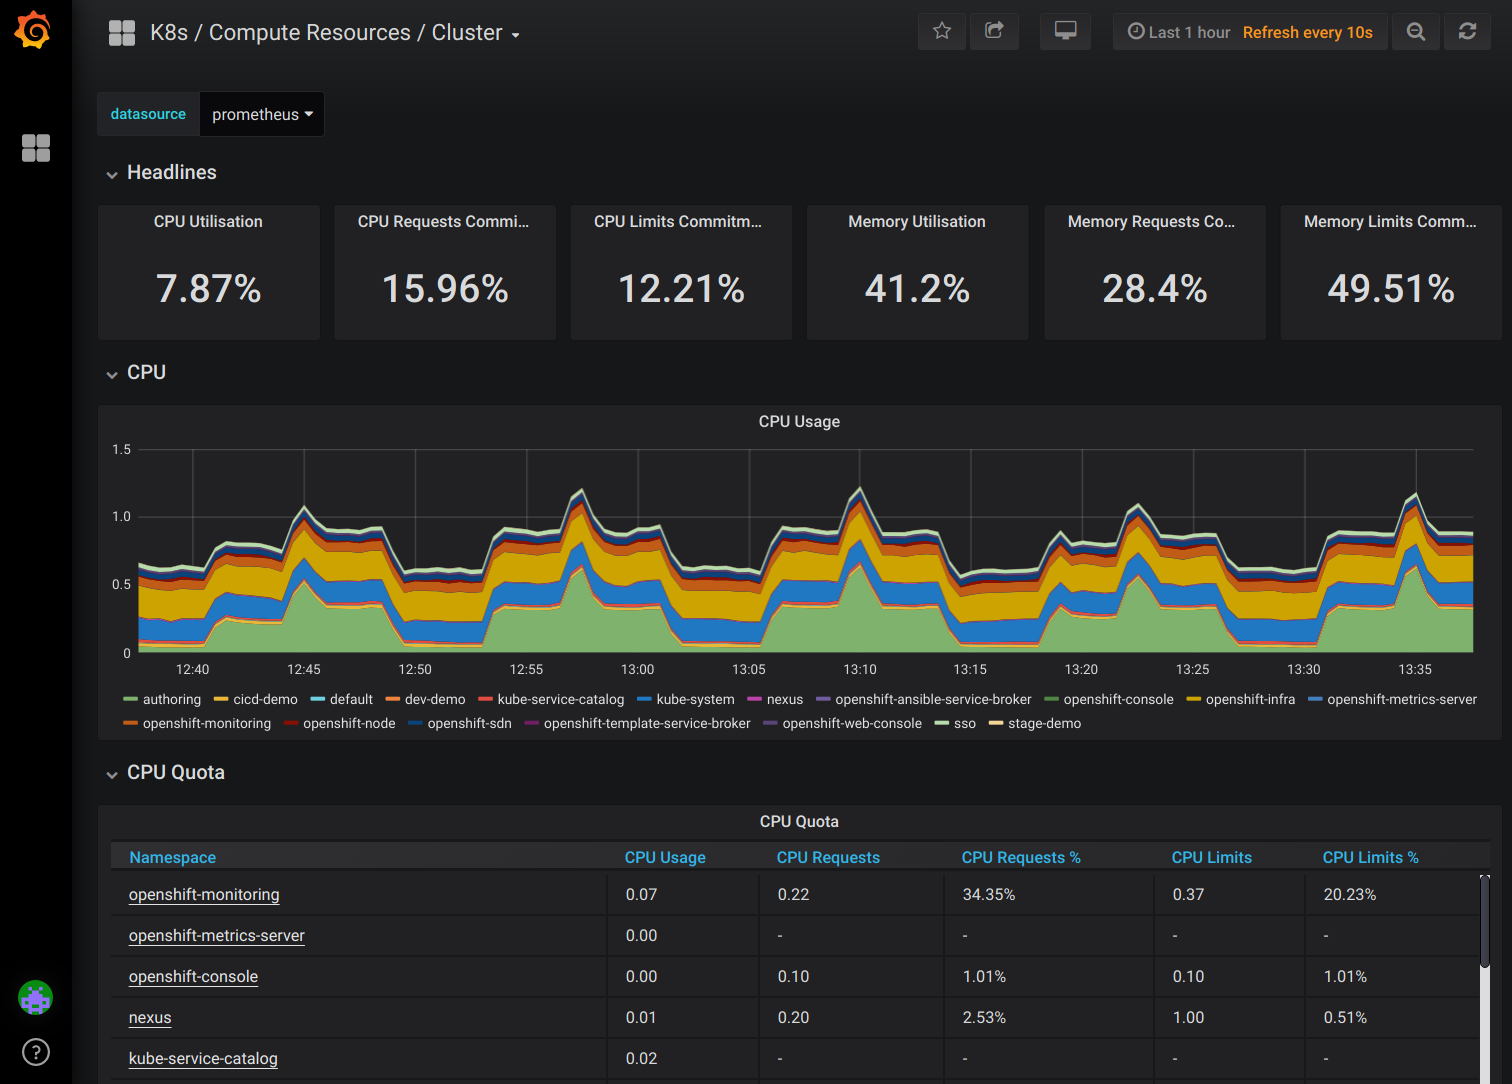 K8s / Compute Resources / Cluster
Last 1 hour Refresh every 10s
datasource prometheus
Headlines
CPU Utilisation CPU Requests Commi... CPU Limits Commitm... Memory Utilisation Memory Requests Co... Memory Limits Comm...
7.87% 15.96% 12.21% 41.2% 28.4% 49.51%
CPU
CPU Usage
1.5
1.0
0.5
0
12:40 12:45 12:50 12:55 13:00 13:05 13:10 13:15 13:20 13:25 13:30 13:35
authoring cicd-demo default dev-demo kube-service-catalog kube-system nexus openshift-ansible-service-broker openshift-console openshift-infra openshift-metrics-server
openshift-monitoring openshift-node openshift-sdn openshift-template-service-broker openshift-web-console sso stage-demo
CPU Quota
CPU Quota
Namespace CPU Usage CPU Requests CPU Requests % CPU Limits CPU Limits %
openshift-monitoring 0.07 0.22 34.35% 0.37 20.23%
openshift-metrics-server 0.00 - - - -
openshift-console 0.00 0.10 1.01% 0.10 1.01%
nexus 0.01 0.20 2.53% 1.00 0.51%
kube-service-catalog 0.02 - - - -
?